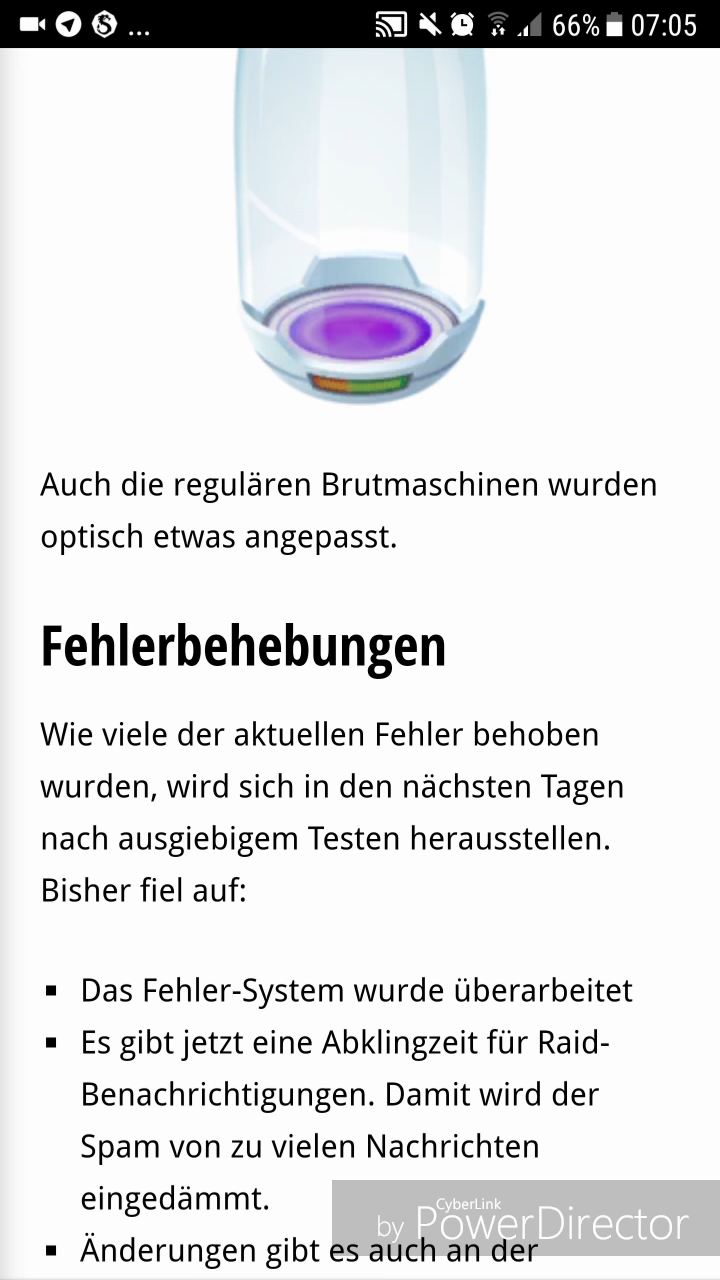 ... 66% 07:05
Auch die regulären Brutmaschinen wurden
optisch etwas angepasst.
Fehlerbehebungen
Wie viele der aktuellen Fehler behoben
wurden, wird sich in den nächsten Tagen
nach ausgiebigem Testen herausstellen.
Bisher fiel auf:
▪ Das Fehler-System wurde überarbeitet
▪ Es gibt jetzt eine Abklingzeit für Raid-
Benachrichtigungen. Damit wird der
Spam von zu vielen Nachrichten
eingedämmt.
CyberLink
by PowerDirector
▪ Änderungen gibt es auch an der